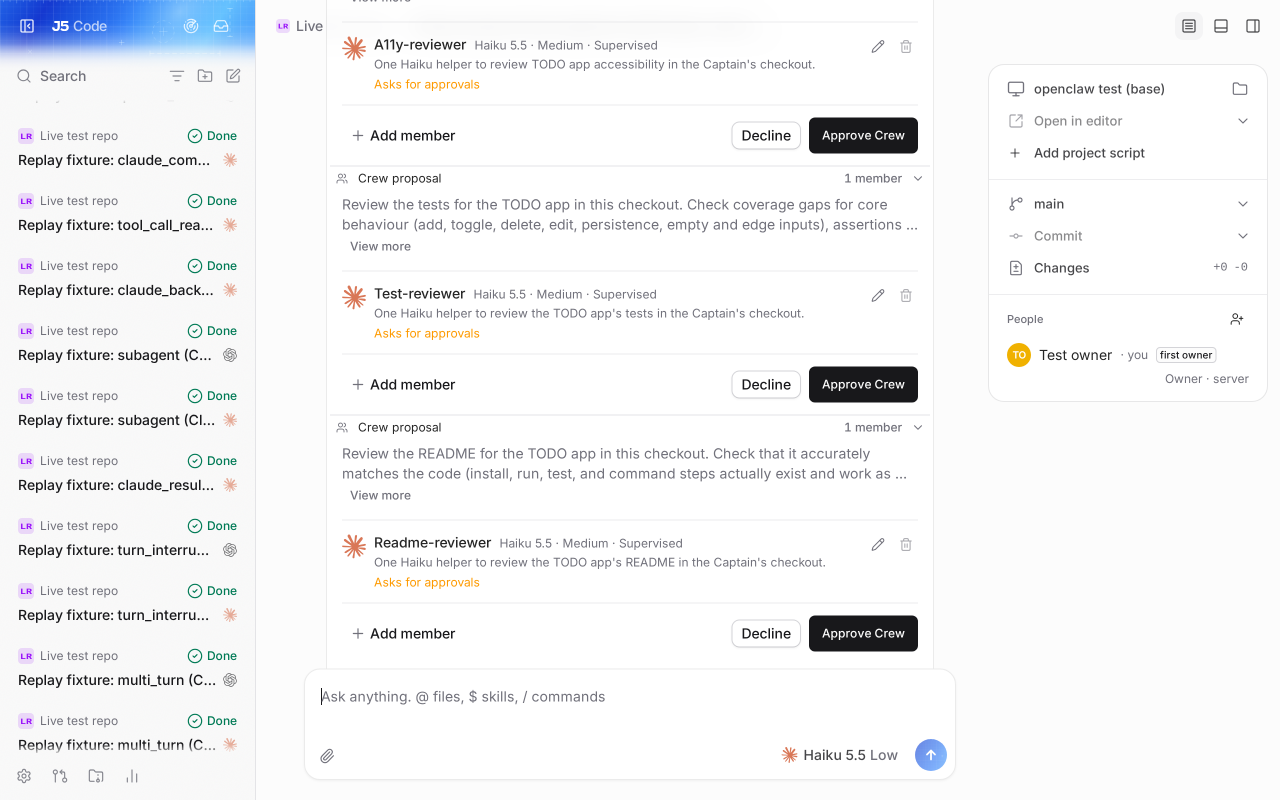 J5 Code
Search
LR Live test repo Done
Replay fixture: claude_com...
LR Live test repo Done
Replay fixture: tool_call_rea...
LR Live test repo Done
Replay fixture: claude_back...
LR Live test repo Done
Replay fixture: subagent (C...
LR Live test repo Done
Replay fixture: subagent (Cl...
LR Live test repo Done
Replay fixture: claude_resul...
LR Live test repo Done
Replay fixture: turn_interru...
LR Live test repo Done
Replay fixture: turn_interru...
LR Live test repo Done
Replay fixture: multi_turn (C...
LR Live test repo Done
Replay fixture: multi_turn (C...
LR Live
View more
A11y-reviewer Haiku 5.5 · Medium · Supervised
One Haiku helper to review TODO app accessibility in the Captain's checkout.
Asks for approvals
+ Add member Decline Approve Crew
Crew proposal 1 member
Review the tests for the TODO app in this checkout. Check coverage gaps for core
behaviour (add, toggle, delete, edit, persistence, empty and edge inputs), assertions ...
View more
Test-reviewer Haiku 5.5 · Medium · Supervised
One Haiku helper to review the TODO app's tests in the Captain's checkout.
Asks for approvals
+ Add member Decline Approve Crew
Crew proposal 1 member
Review the README for the TODO app in this checkout. Check that it accurately
matches the code (install, run, test, and command steps actually exist and work as ...
View more
Readme-reviewer Haiku 5.5 · Medium · Supervised
One Haiku helper to review the TODO app's README in the Captain's checkout.
Asks for approvals
+ Add member Decline Approve Crew
Ask anything. @ files, $ skills, / commands
Haiku 5.5 Low
openclaw test (base)
Open in editor
+ Add project script
main
Commit
Changes +0 -0
People
TO Test owner · you first owner
Owner · server